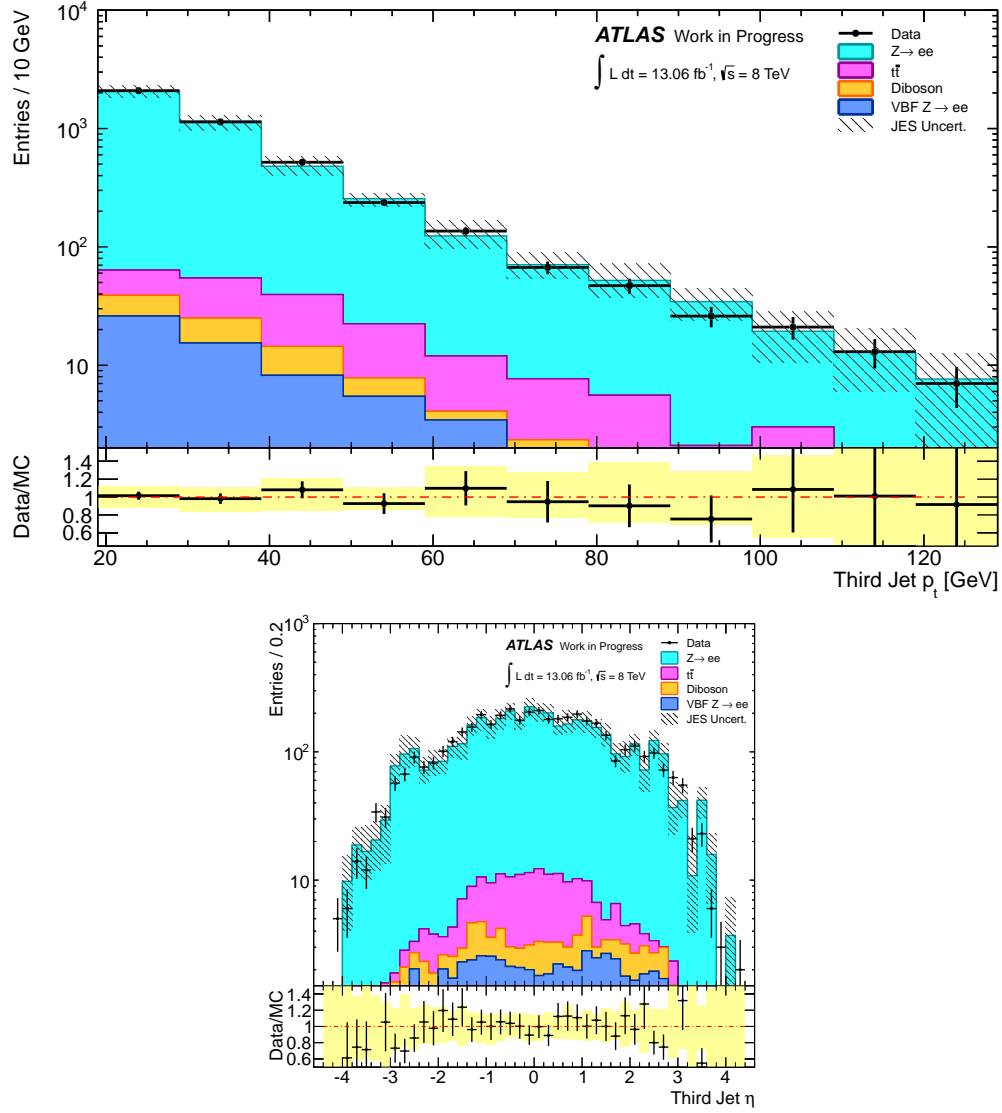 Entries / 10 GeV
10⁴
10³
10²
10
ATLAS Work in Progress
∫ L dt = 13.06 fb⁻¹, √s = 8 TeV
Data
Z→ ee
tt̄
Diboson
VBF Z → ee
JES Uncert.
Data/MC
1.4
1.2
1
0.8
0.6
20 40 60 80 100 120
Third Jet p_t [GeV]
Entries / 0.2
10³
10²
10
ATLAS Work in Progress
∫ L dt = 13.06 fb⁻¹, √s = 8 TeV
Data
Z→ ee
tt̄
Diboson
VBF Z → ee
JES Uncert.
Data/MC
1.4
1.2
1
0.8
0.6
-4 -3 -2 -1 0 1 2 3 4
Third Jet η